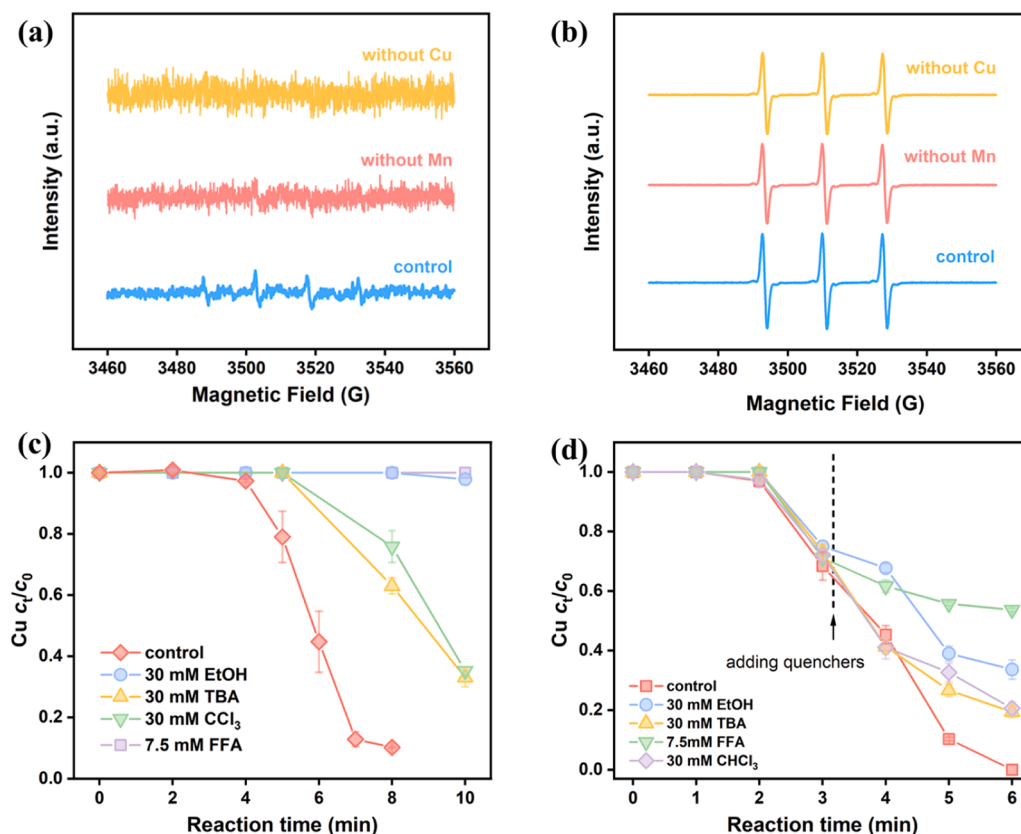 (a)
without Cu
without Mn
control
Intensity (a.u.)
3460 3480 3500 3520 3540 3560
Magnetic Field (G)
(b)
without Cu
without Mn
control
Intensity (a.u.)
3460 3480 3500 3520 3540 3560
Magnetic Field (G)
(c)
Cu ct/c0
1.0
0.8
0.6
0.4
0.2
0.0
control
30 mM EtOH
30 mM TBA
30 mM CCl3
7.5 mM FFA
0 2 4 6 8 10
Reaction time (min)
(d)
Cu ct/c0
1.0
0.8
0.6
0.4
0.2
0.0
adding quenchers
control
30 mM EtOH
30 mM TBA
7.5mM FFA
30 mM CHCl3
0 1 2 3 4 5 6
Reaction time (min)